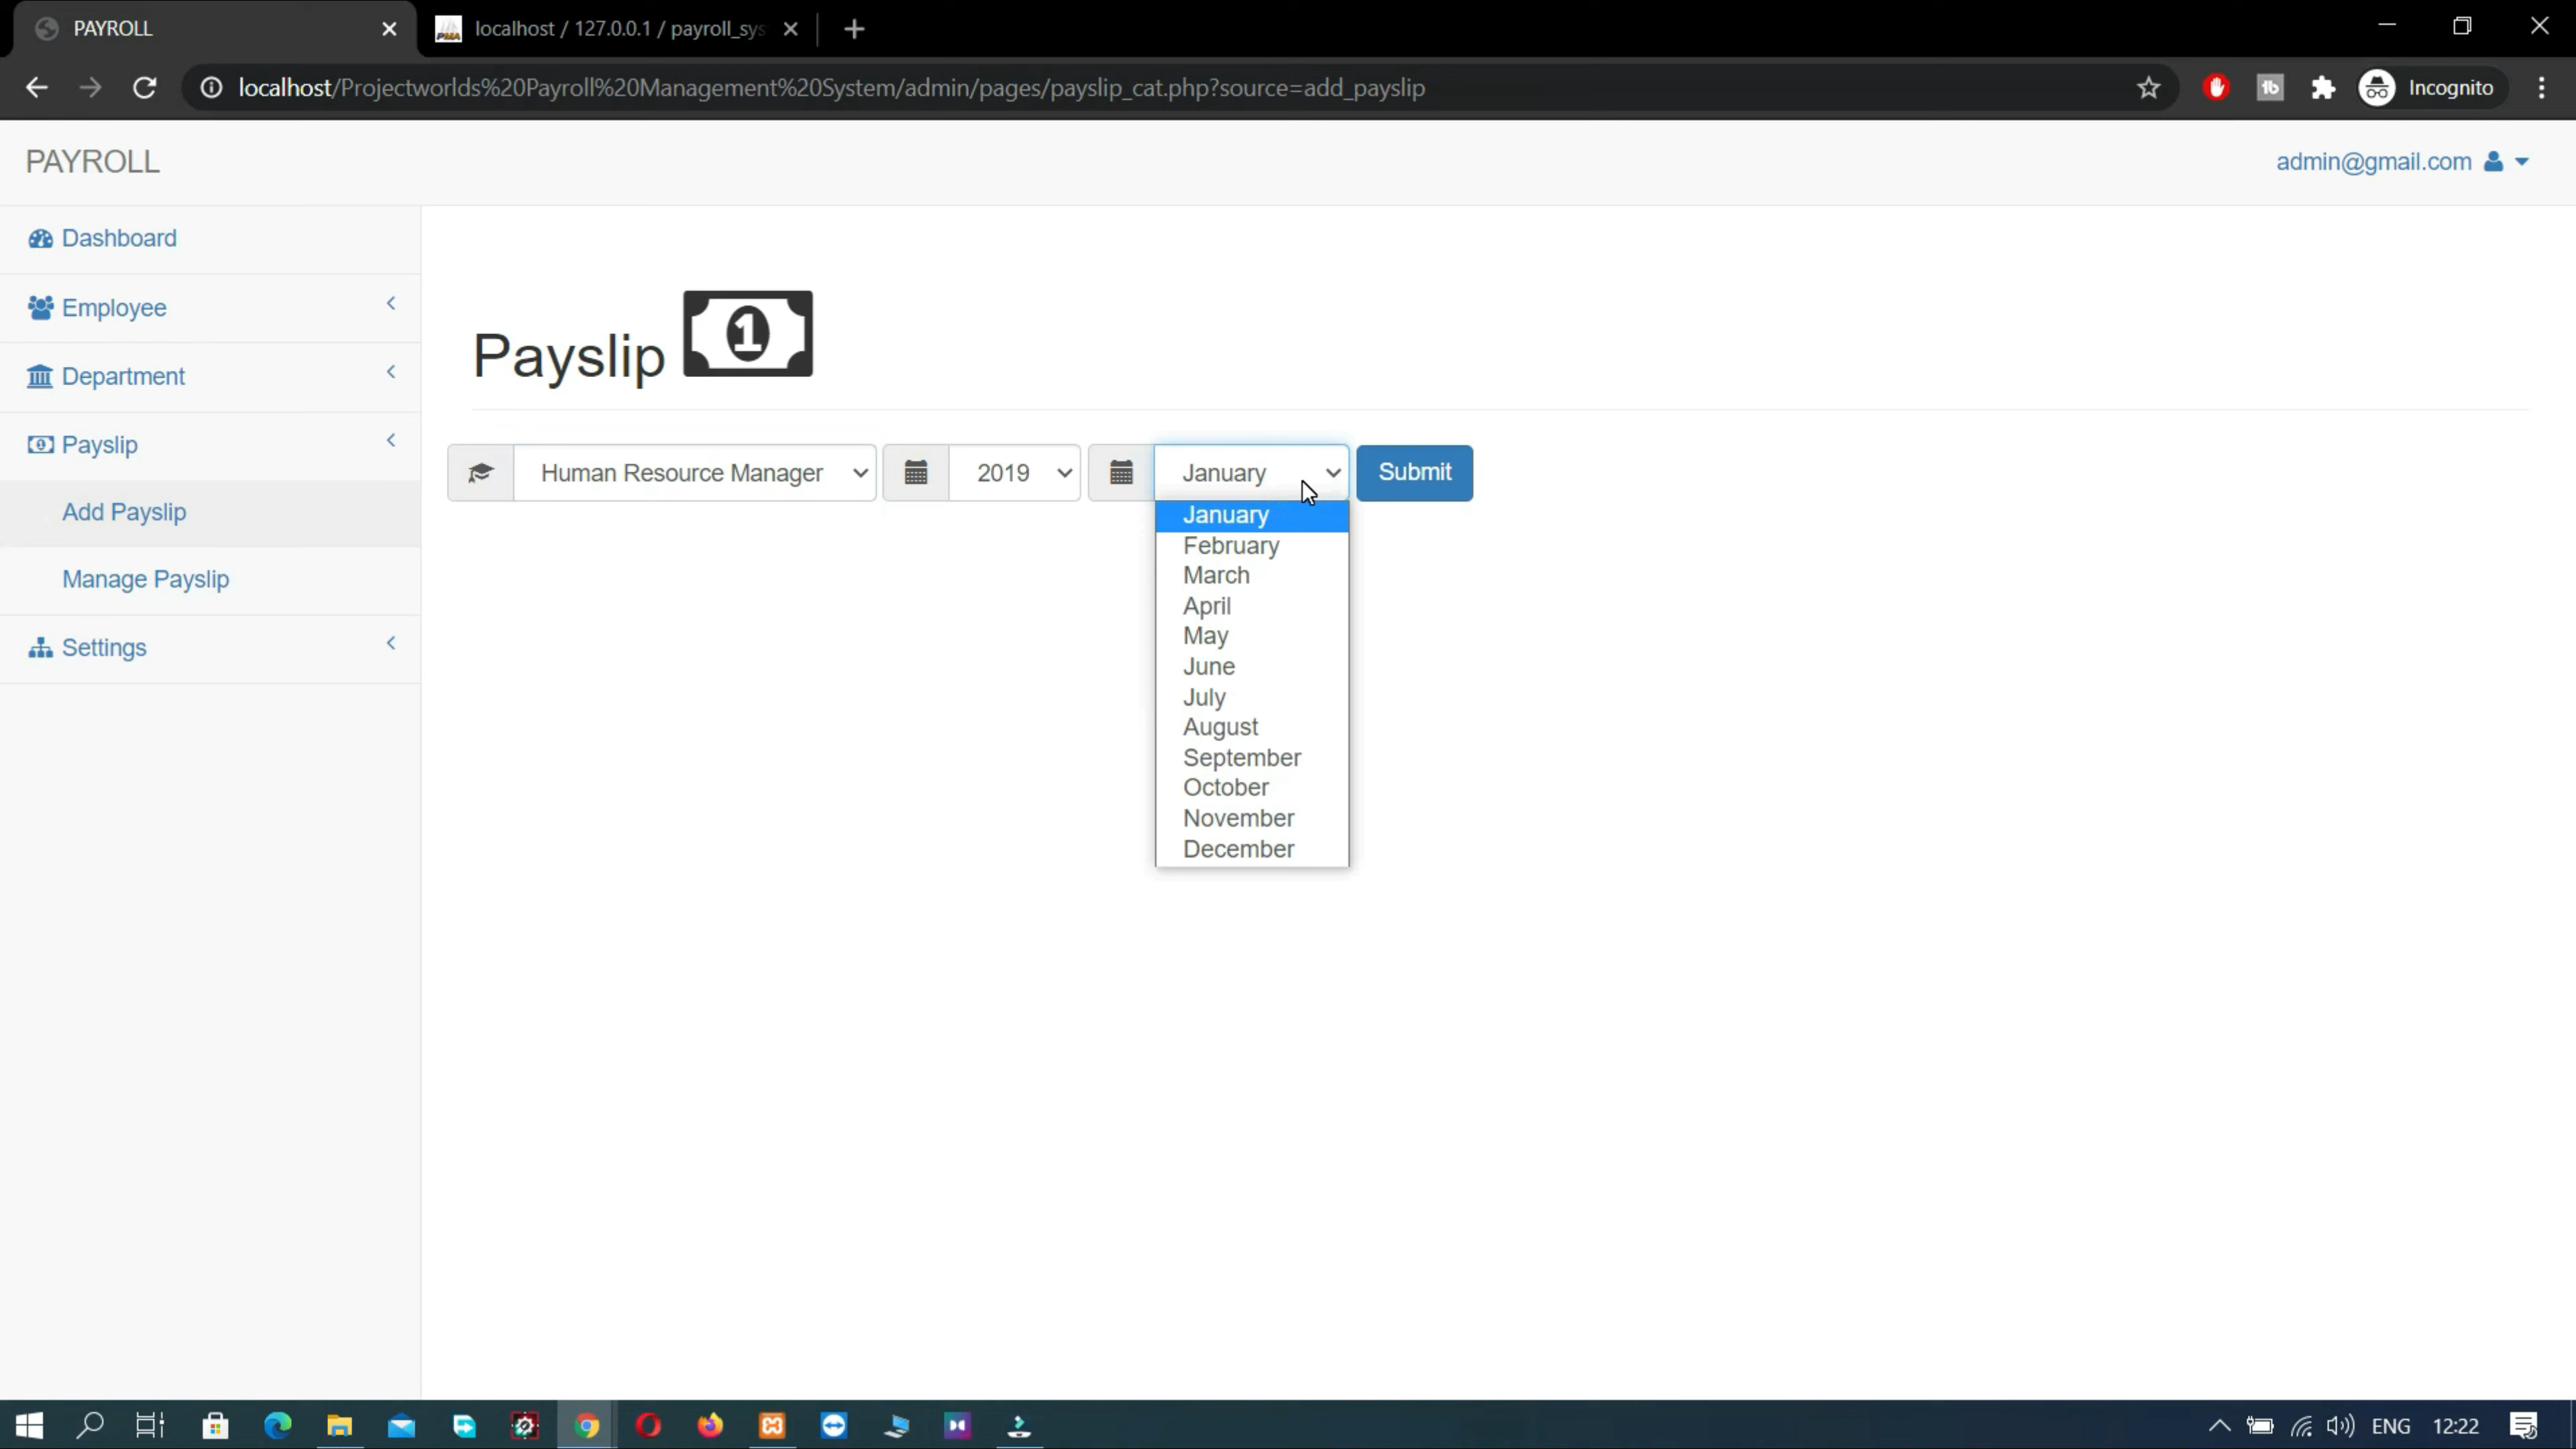 PAYROLL
localhost / 127.0.0.1 / payroll_sys
localhost/Projectworlds%20Payroll%20Management%20System/admin/pages/payslip_cat.php?source=add_payslip
Incognito
PAYROLL
admin@gmail.com
Dashboard
Employee
Department
Payslip
Add Payslip
Manage Payslip
Settings
Payslip 1
Human Resource Manager
2019
January
Submit
January
February
March
April
May
June
July
August
September
October
November
December
ENG
12:22